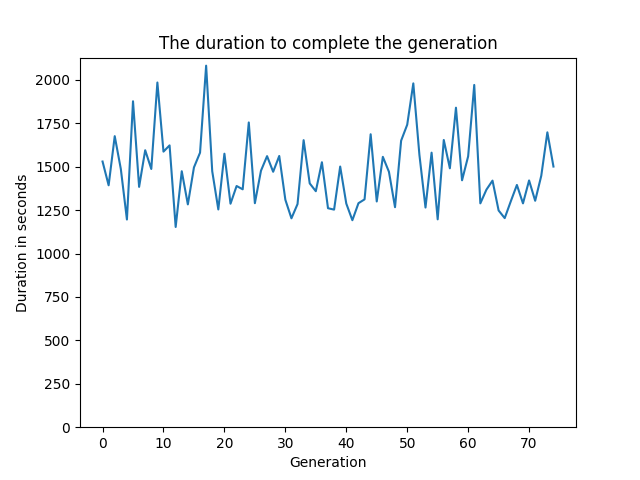 The duration to complete the generation
Duration in seconds
2000
1750
1500
1250
1000
750
500
250
0
0 10 20 30 40 50 60 70
Generation